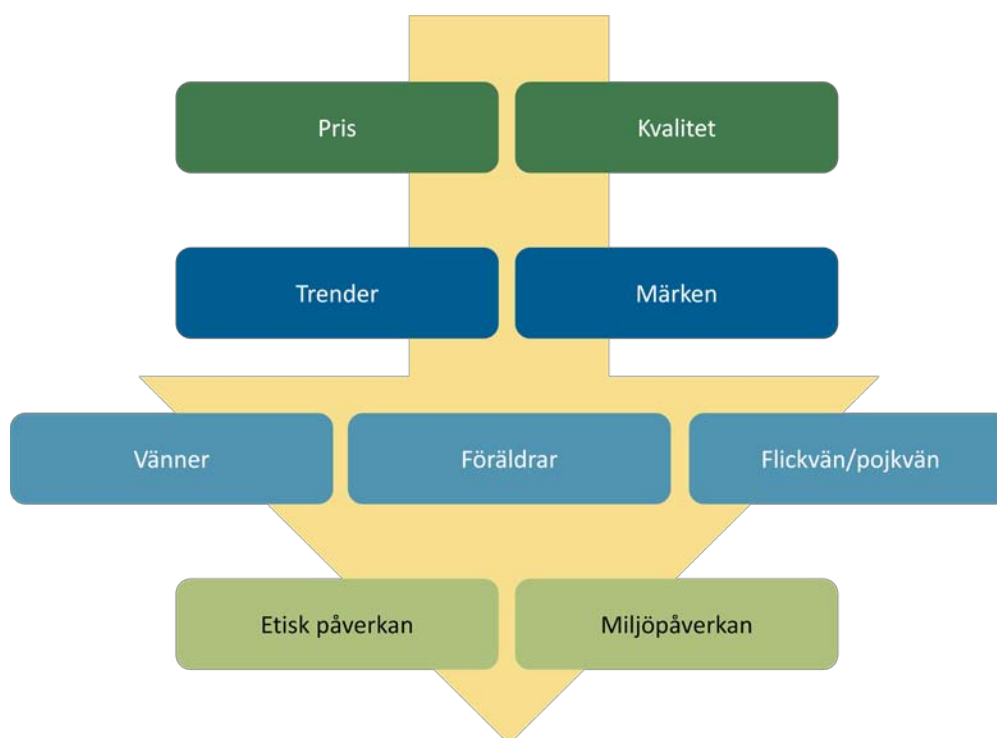 Pris
Kvalitet
Trender
Märken
Vänner
Föräldrar
Flickvän/pojkvän
Etisk påverkan
Miljöpåverkan